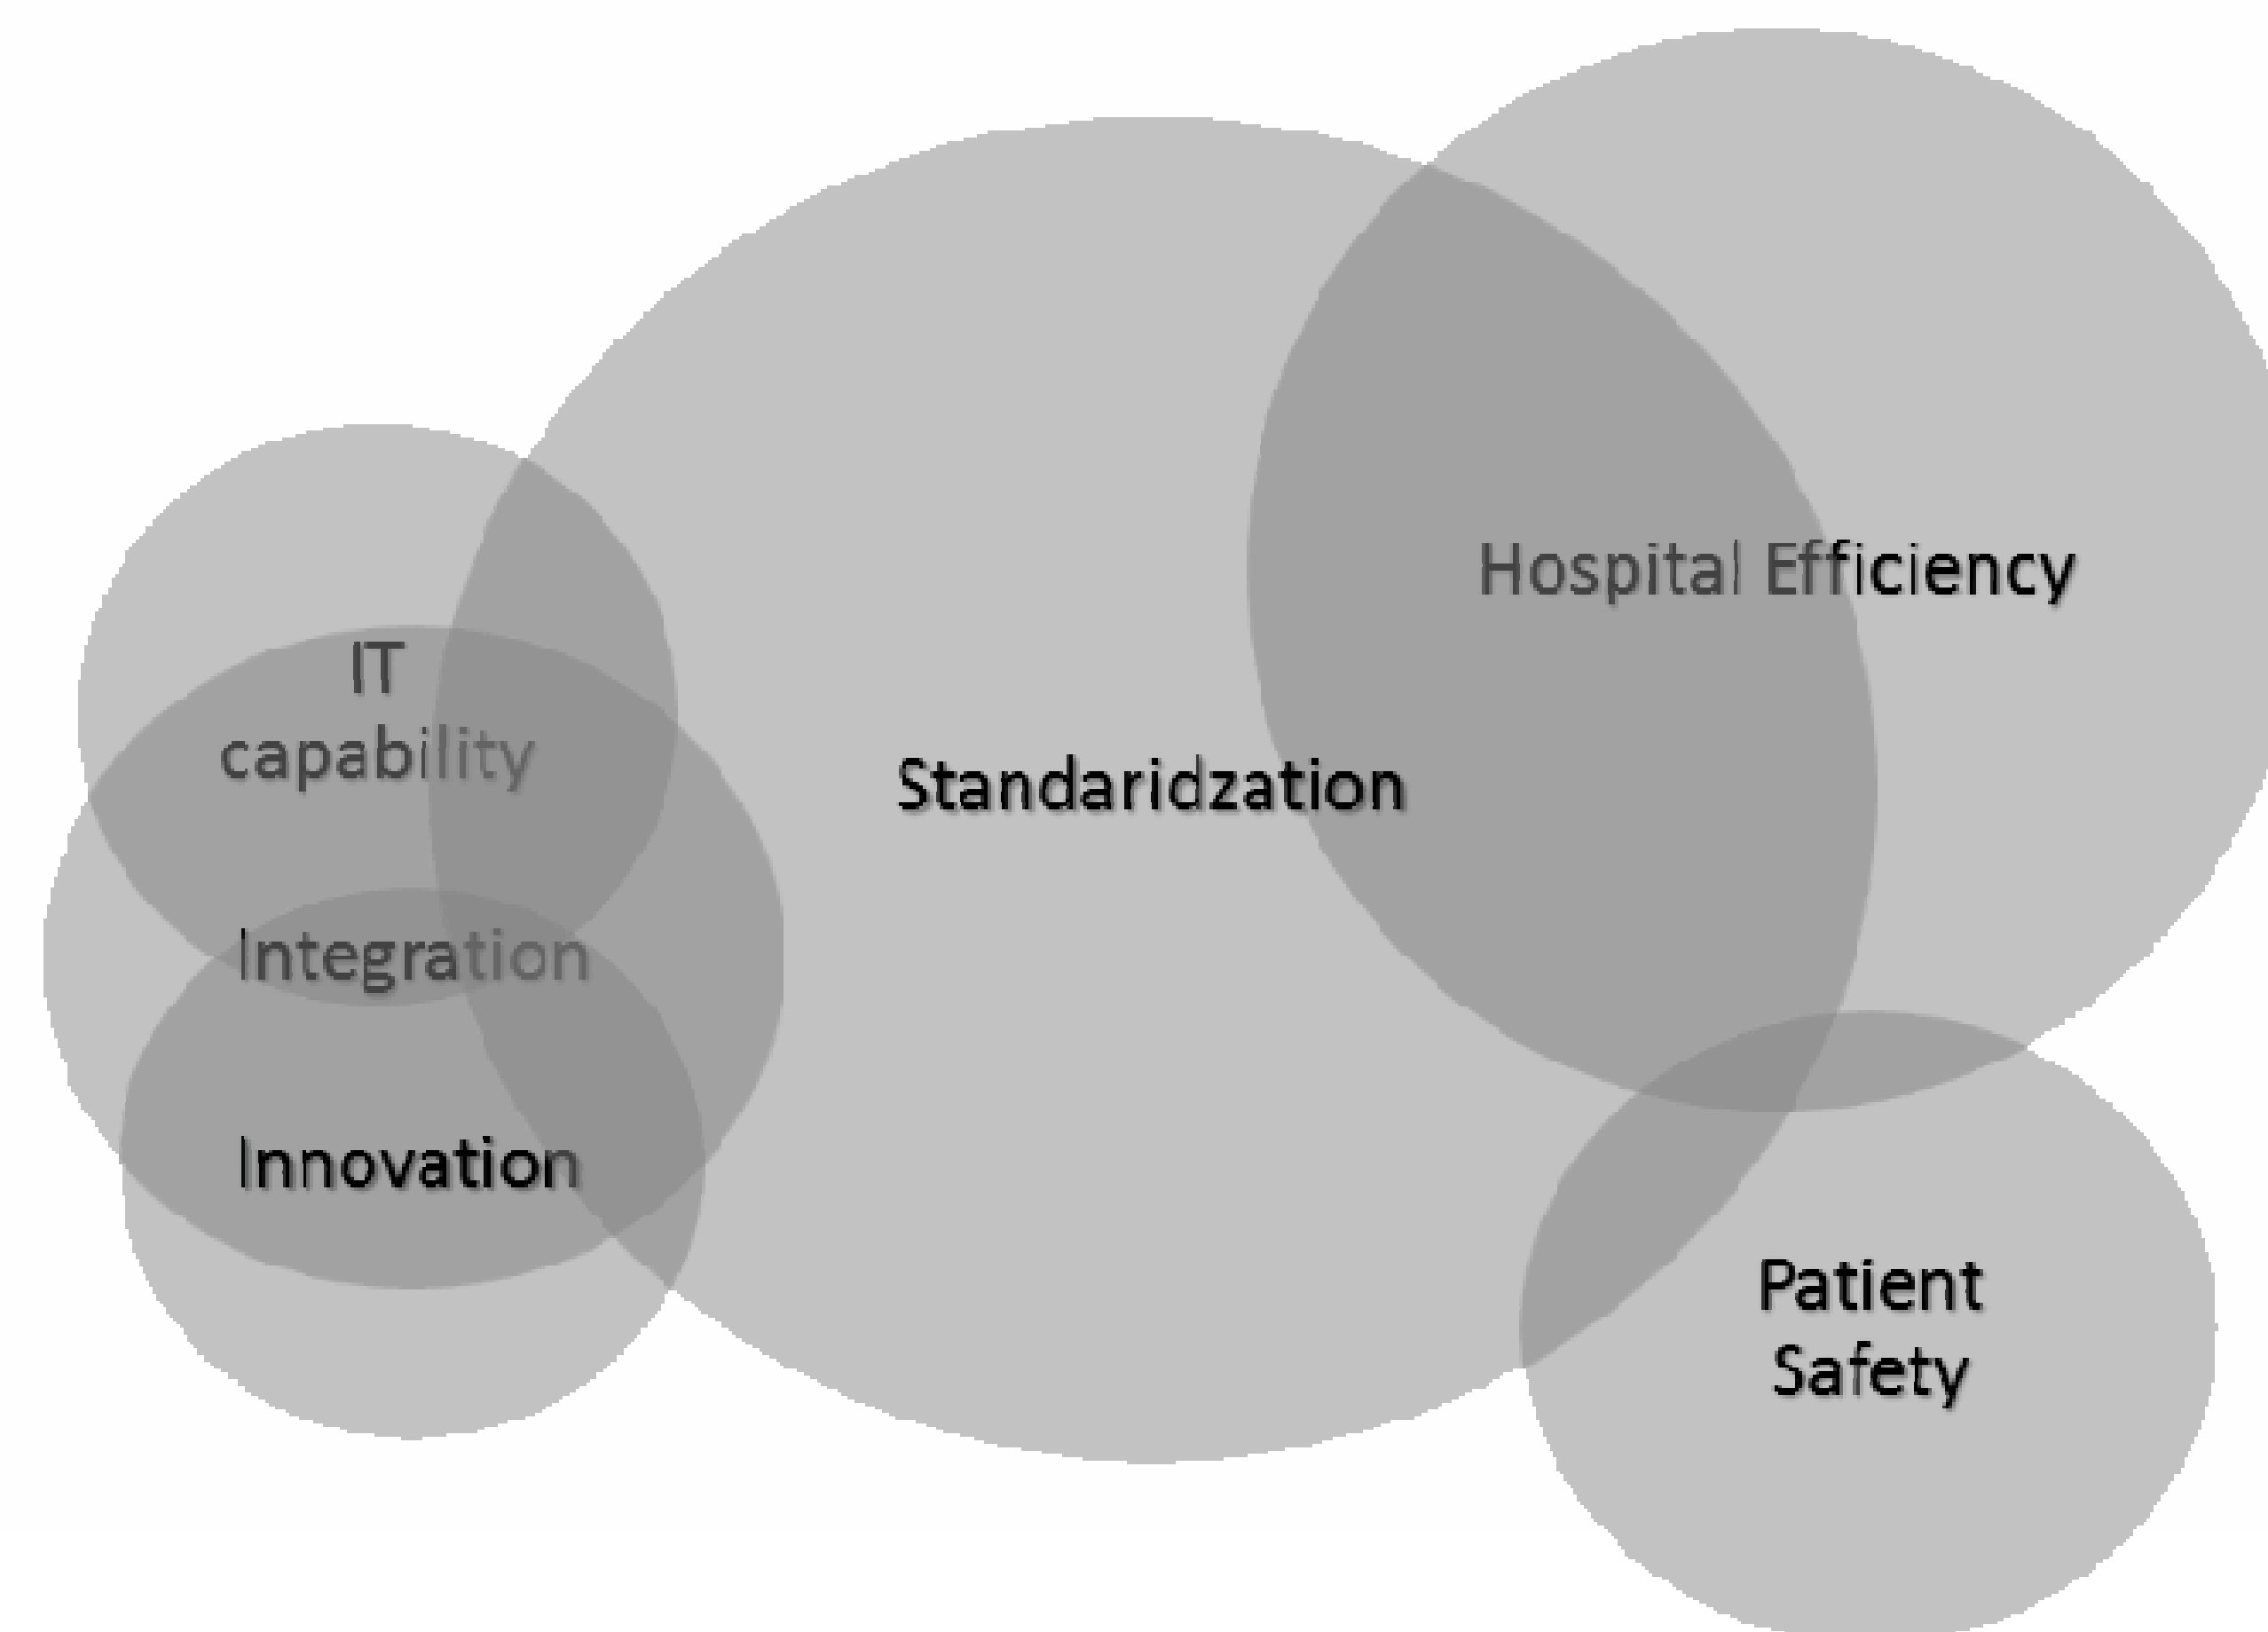 Hospital Efficiency
IT
capability
Standaridzation
Integration
Innovation
Patient
Safety